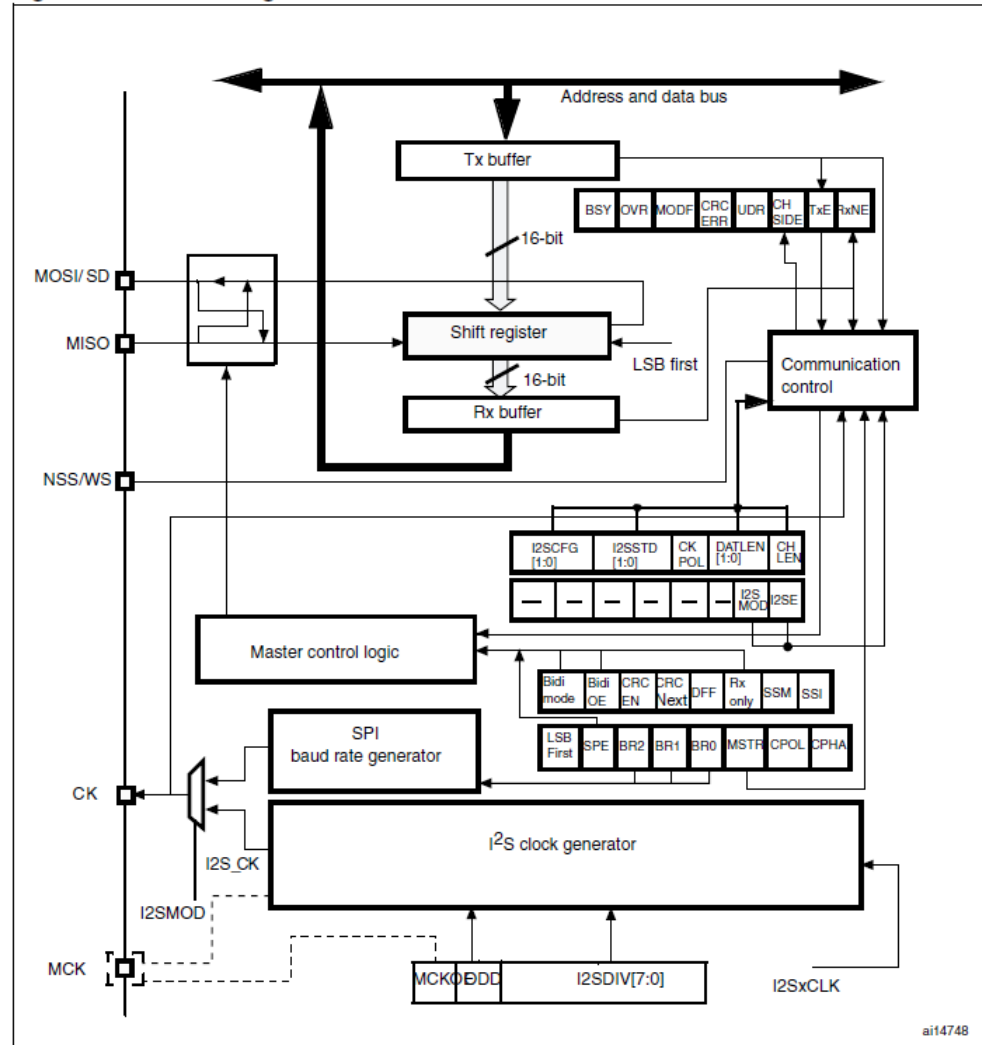 Address and data bus
Tx buffer
BSY OVR MODF CRC ERR UDR CH SIDE TxE RxNE
16-bit
MOSI/ SD
Shift register
MISO
LSB first
Communication
control
16-bit
Rx buffer
NSS/WS
I2SCFG [1:0] I2SSTD [1:0] CK POL DATLEN [1:0] CH LEN
I2S MOD I2SE
Master control logic
Bidi mode Bidi OE CRC EN CRC Next DFF Rx only SSM SSI
LSB First SPE BR2 BR1 BR0 MSTR CPOL CPHA
SPI
baud rate generator
CK
I2S clock generator
I2S_CK
I2SMOD
MCK
MCKOE ODD I2SDIV[7:0]
I2SxCLK
ai14748